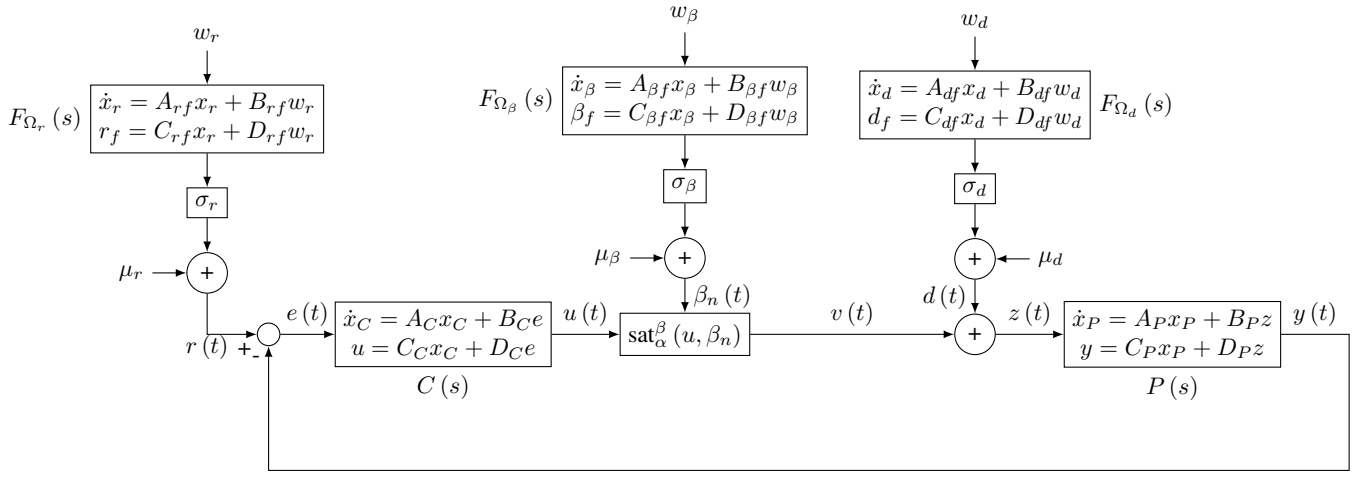 w_r
w_β
w_d
F_{Ω_r}(s)
ẋ_r = A_{rf}x_r + B_{rf}w_r
r_f = C_{rf}x_r + D_{rf}w_r
F_{Ω_β}(s)
ẋ_β = A_{βf}x_β + B_{βf}w_β
β_f = C_{βf}x_β + D_{βf}w_β
ẋ_d = A_{df}x_d + B_{df}w_d
d_f = C_{df}x_d + D_{df}w_d
F_{Ω_d}(s)
σ_r
σ_β
σ_d
μ_r
+
μ_β
+
+
μ_d
β_n(t)
d(t)
r(t)
+
-
e(t)
ẋ_C = A_C x_C + B_C e
u = C_C x_C + D_C e
C(s)
u(t)
sat_α^β(u, β_n)
v(t)
+
z(t)
ẋ_P = A_P x_P + B_P z
y = C_P x_P + D_P z
P(s)
y(t)